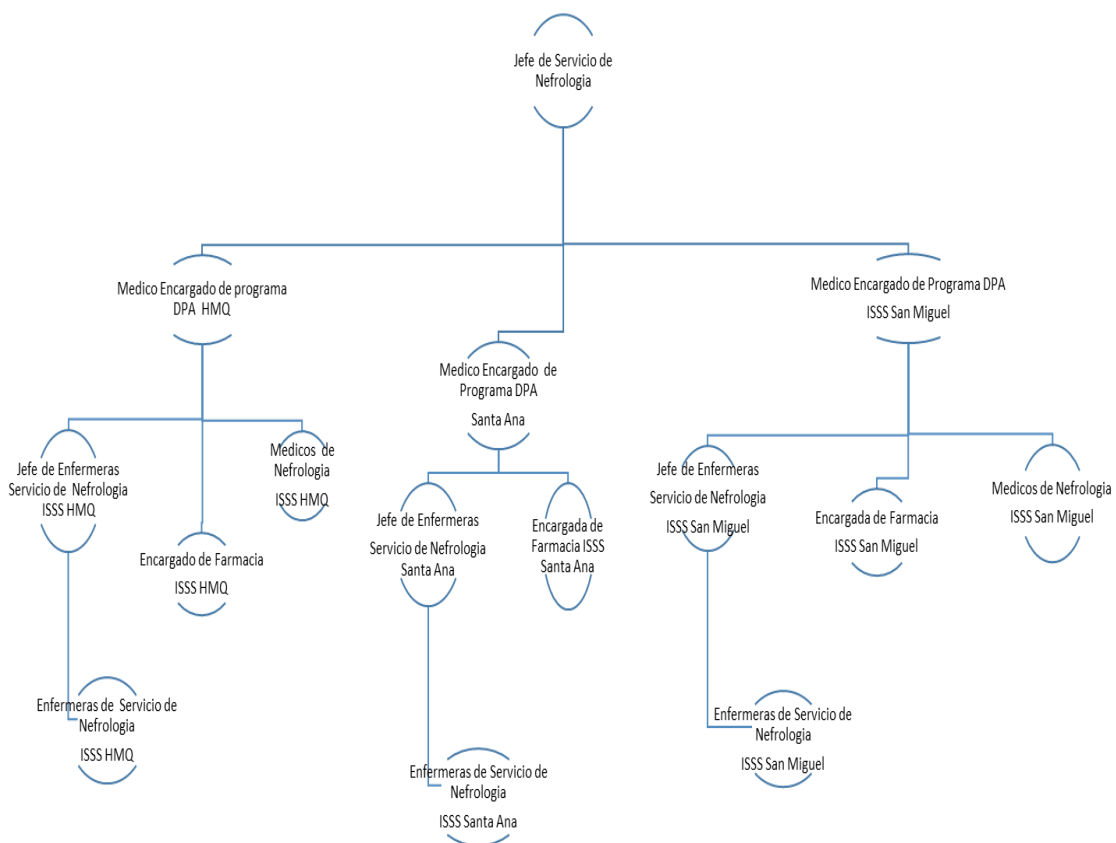 Jefe de Servicio de
Nefrologia
Medico Encargado de programa
DPA HMQ
Medico Encargado de
Programa DPA
Santa Ana
Medico Encargado de Programa DPA
ISSS San Miguel
Jefe de Enfermeras
Servicio de Nefrologia
ISSS HMQ
Encargado de Farmacia
ISSS HMQ
Medicos de
Nefrologia
ISSS HMQ
Jefe de Enfermeras
Servicio de Nefrologia
Santa Ana
Encargada de
Farmacia ISSS
Santa Ana
Jefe de Enfermeras
Servicio de Nefrologia
ISSS San Miguel
Encargada de Farmacia
ISSS San Miguel
Medicos de Nefrologia
ISSS San Miguel
Enfermeras de Servicio de
Nefrologia
ISSS HMQ
Enfermeras de Servicio de
Nefrologia
ISSS Santa Ana
Enfermeras de Servicio de
Nefrologia
ISSS San Miguel